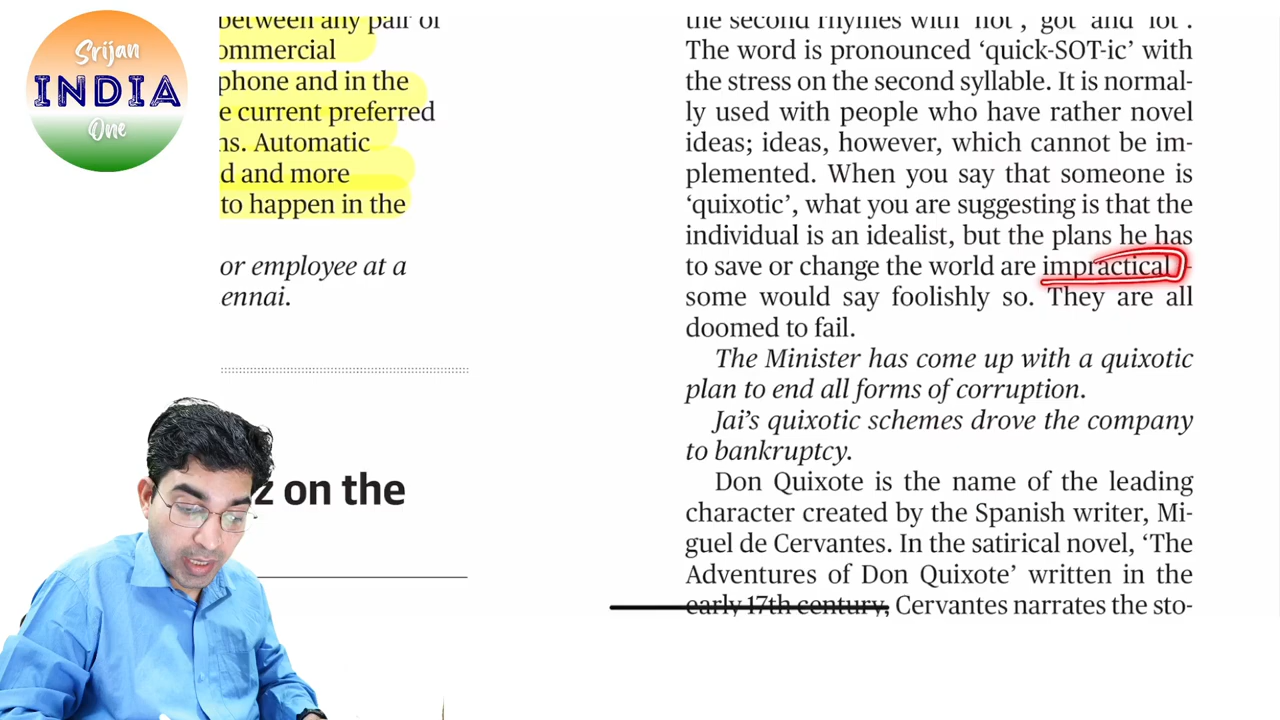 Srijan
INDIA
One
between any pair of
ommercial
phone and in the
e current preferred
ns. Automatic
d and more
to happen in the
or employee at a
ennai.
z on the
the second rhymes with 'not', 'got' and 'lot'.
The word is pronounced 'quick-SOT-ic' with
the stress on the second syllable. It is normal-
ly used with people who have rather novel
ideas; ideas, however, which cannot be im-
plemented. When you say that someone is
'quixotic', what you are suggesting is that the
individual is an idealist, but the plans he has
to save or change the world are impractical -
some would say foolishly so. They are all
doomed to fail.
The Minister has come up with a quixotic
plan to end all forms of corruption.
Jai's quixotic schemes drove the company
to bankruptcy.
Don Quixote is the name of the leading
character created by the Spanish writer, Mi-
guel de Cervantes. In the satirical novel, 'The
Adventures of Don Quixote' written in the
early 17th century, Cervantes narrates the sto-